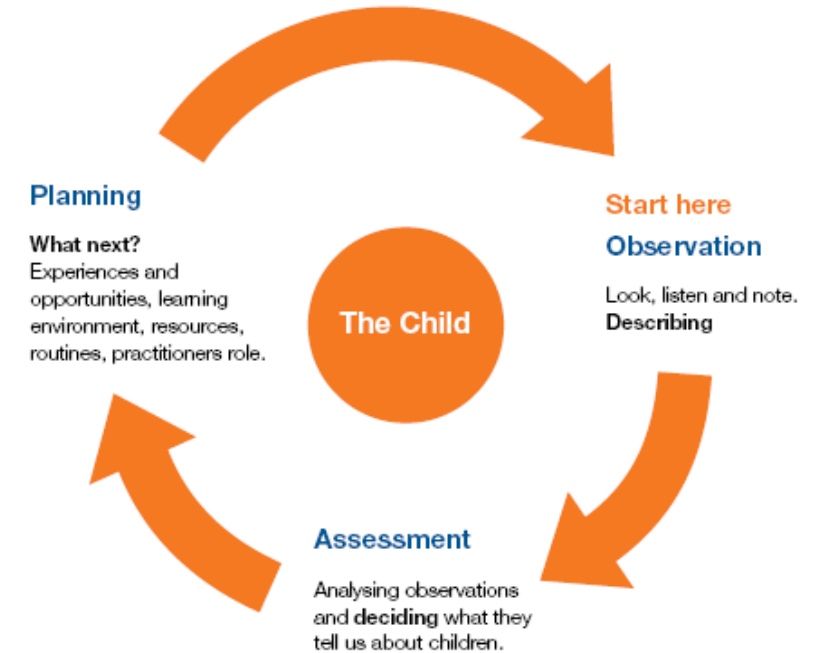 Planning
What next?
Experiences and
opportunities, learning
environment, resources,
routines, practitioners role.
The Child
Start here
Observation
Look, listen and note.
Describing
Assessment
Analysing observations
and deciding what they
tell us about children.